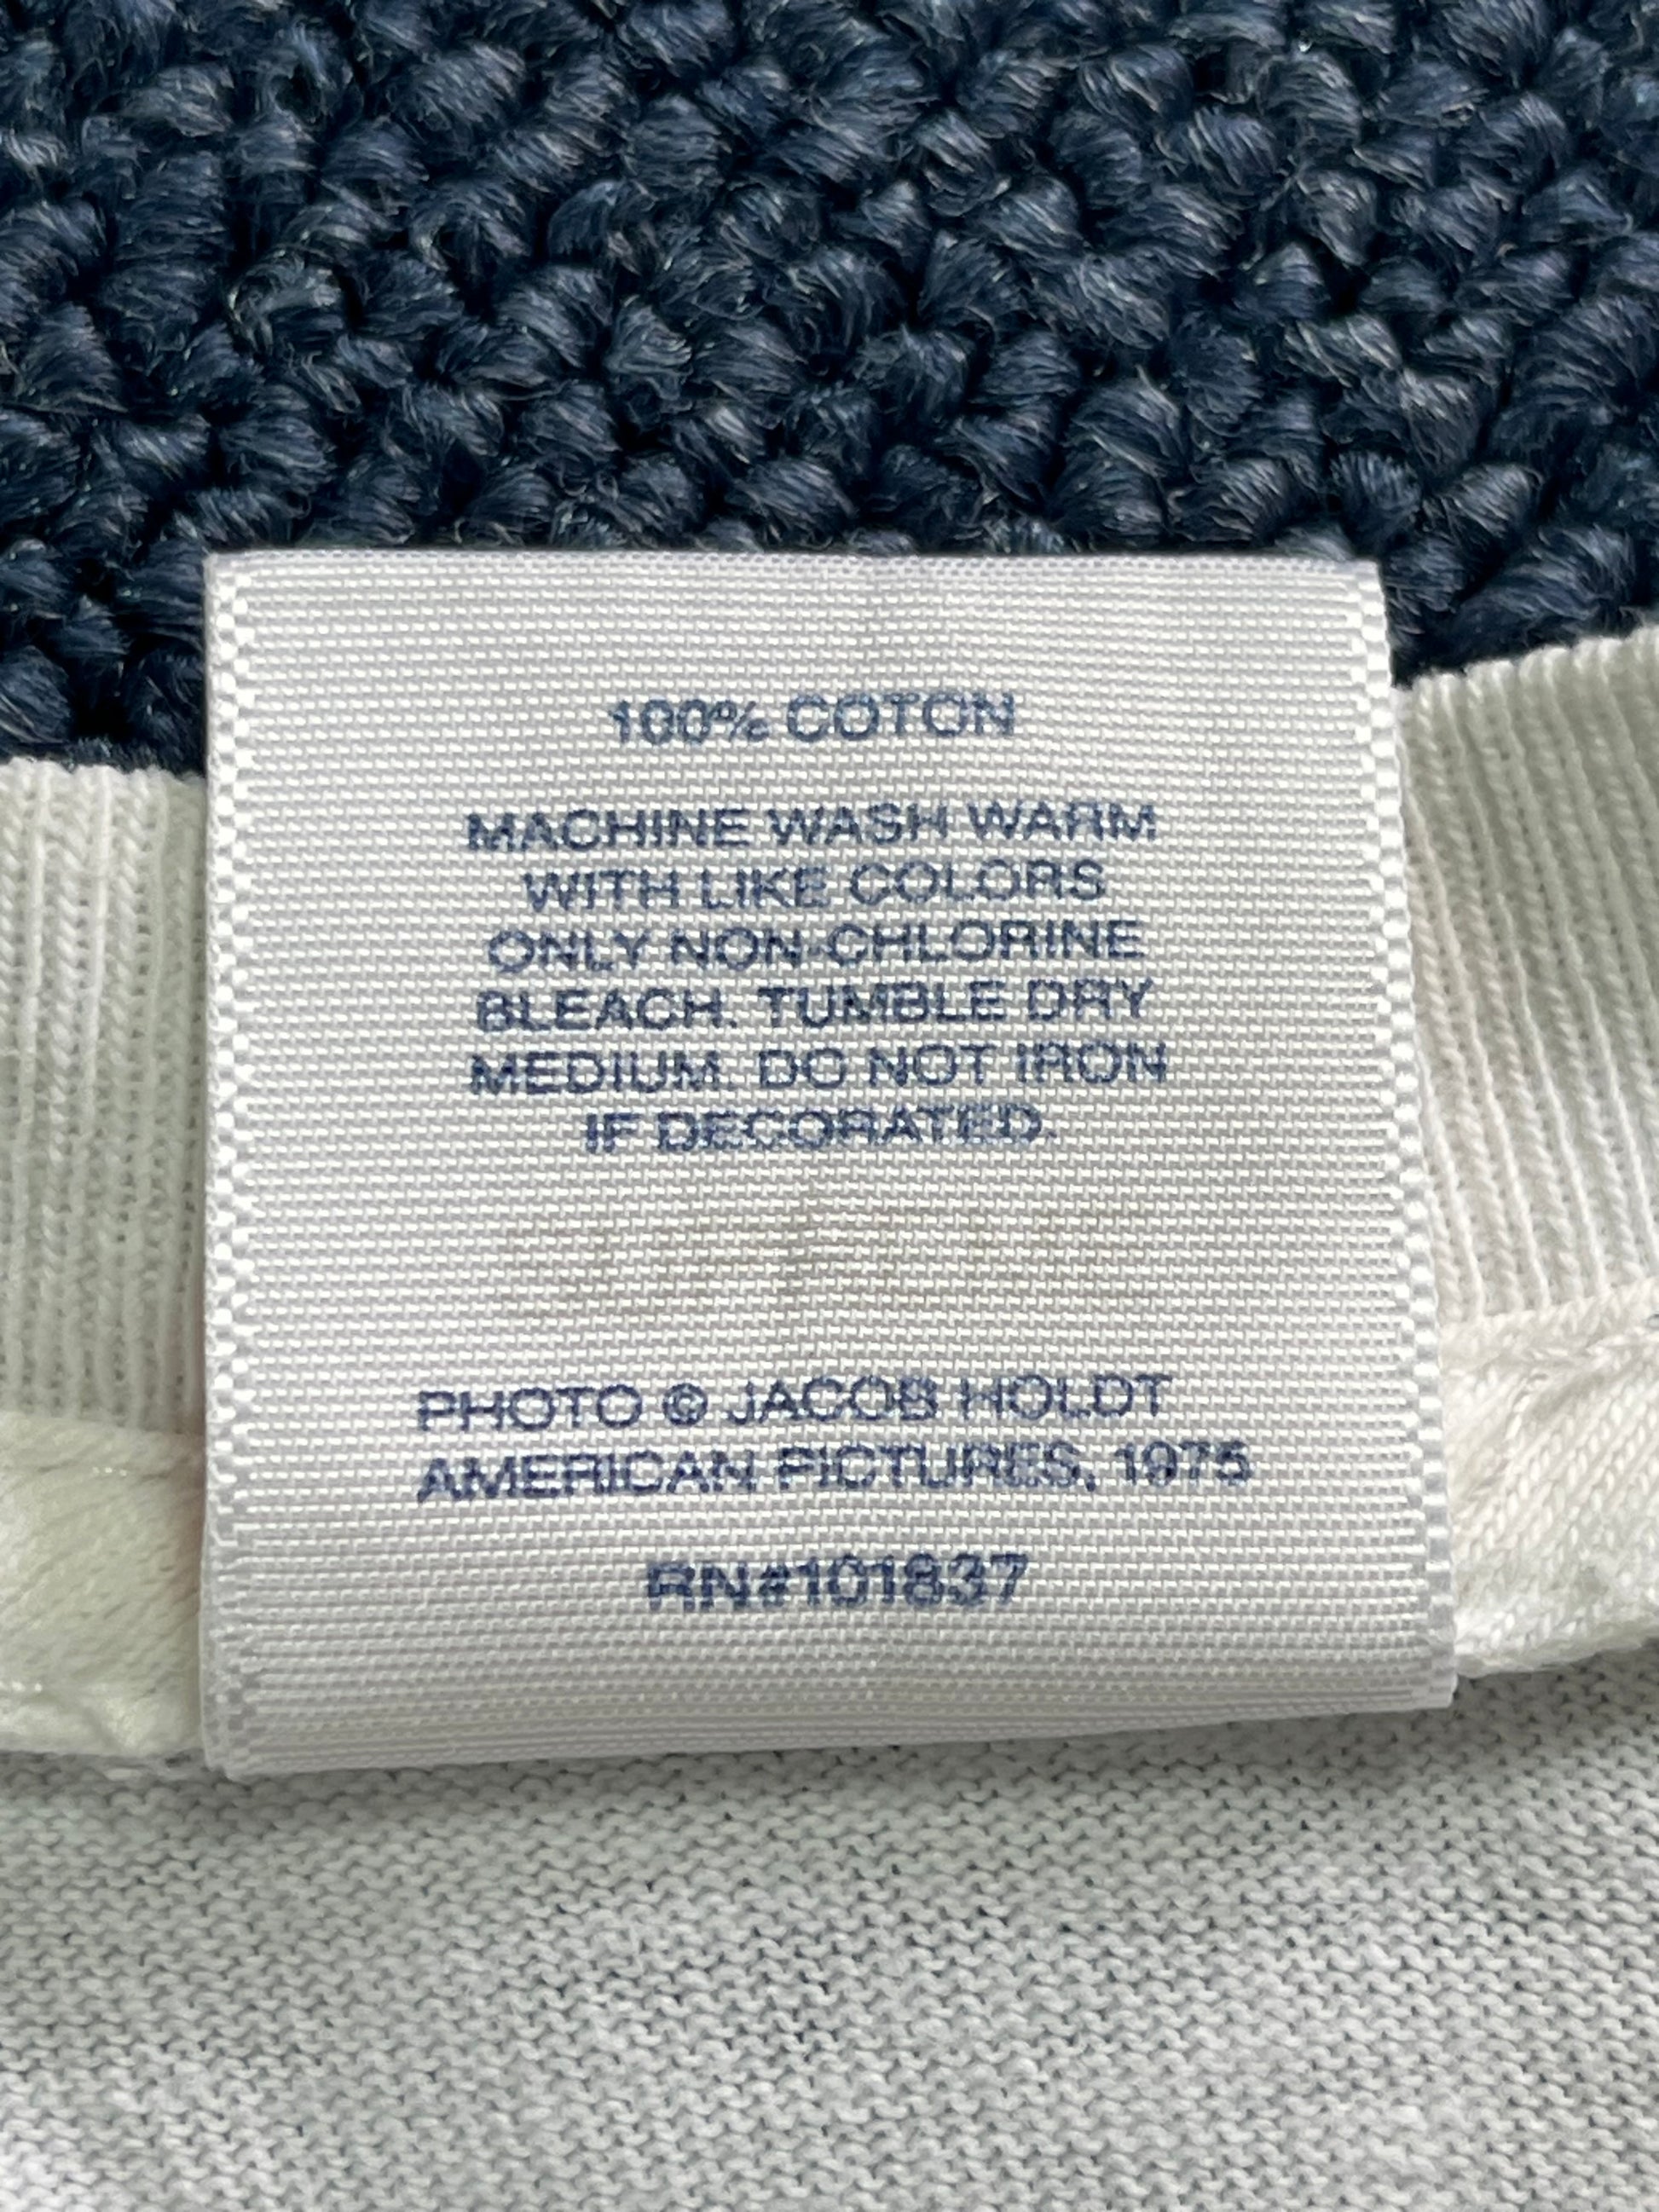 100% COTON
MACHINE WASH WARM
WITH LIKE COLORS
ONLY NON-CHLORINE
BLEACH. TUMBLE DRY
MEDIUM. DO NOT IRON
IF DECORATED.
PHOTO © JACOB HOLDT
AMERICAN PICTURES, 1975
RN#101837